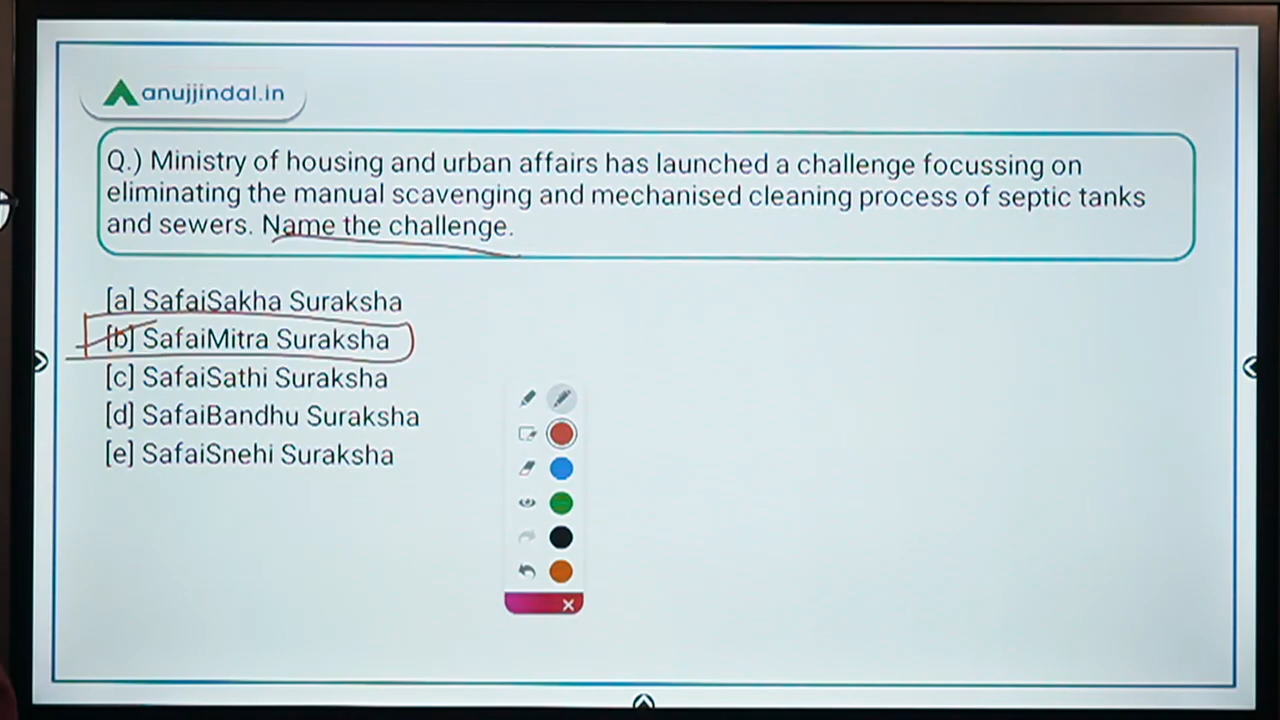 anujjindal.in
Q.) Ministry of housing and urban affairs has launched a challenge focussing on
eliminating the manual scavenging and mechanised cleaning process of septic tanks
and sewers. Name the challenge.
[a] SafaiSakha Suraksha
[b] SafaiMitra Suraksha
[c] SafaiSathi Suraksha
[d] SafaiBandhu Suraksha
[e] SafaiSnehi Suraksha